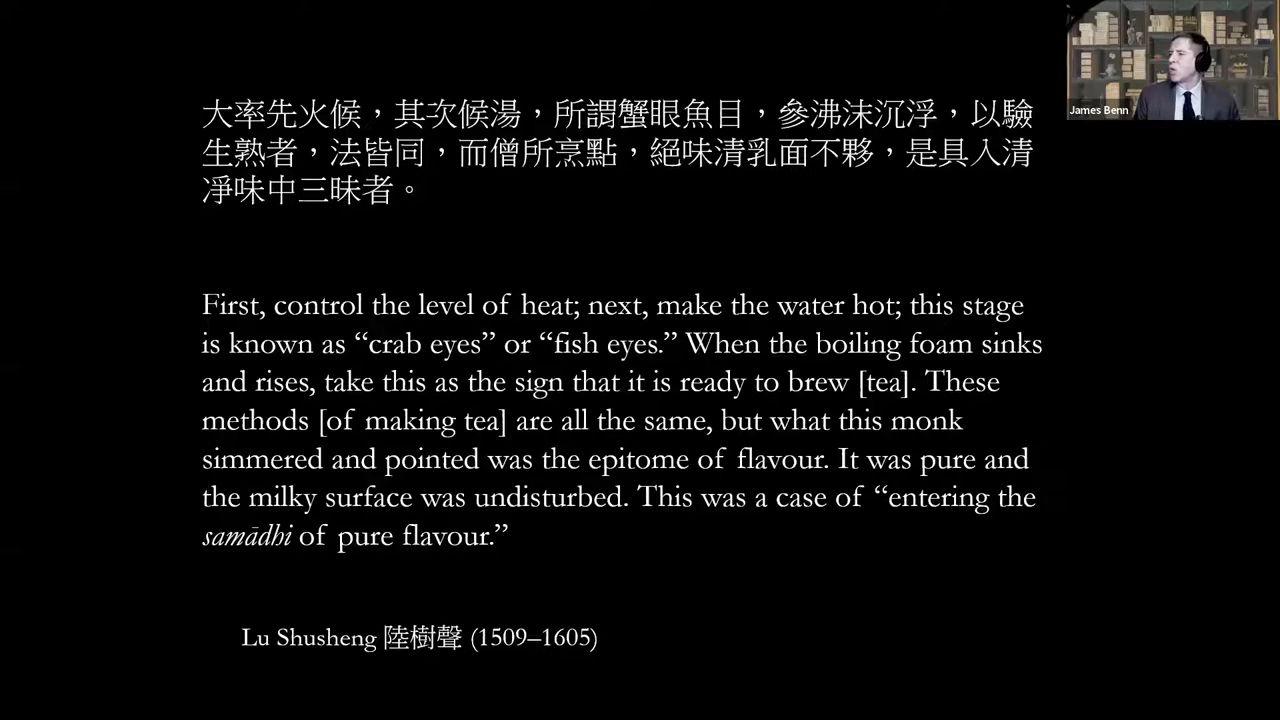 大率先火候，其次候湯，所謂蟹眼魚目，參沸沫沉浮，以驗
生熟者，法皆同，而僧所烹點，絕味清乳面不夥，是具入清
淨味中三昧者。
First, control the level of heat; next, make the water hot; this stage
is known as “crab eyes” or “fish eyes.” When the boiling foam sinks
and rises, take this as the sign that it is ready to brew [tea]. These
methods [of making tea] are all the same, but what this monk
simmered and pointed was the epitome of flavour. It was pure and
the milky surface was undisturbed. This was a case of “entering the
samādhi of pure flavour.”
Lu Shusheng 陸樹聲 (1509–1605)
James Benn